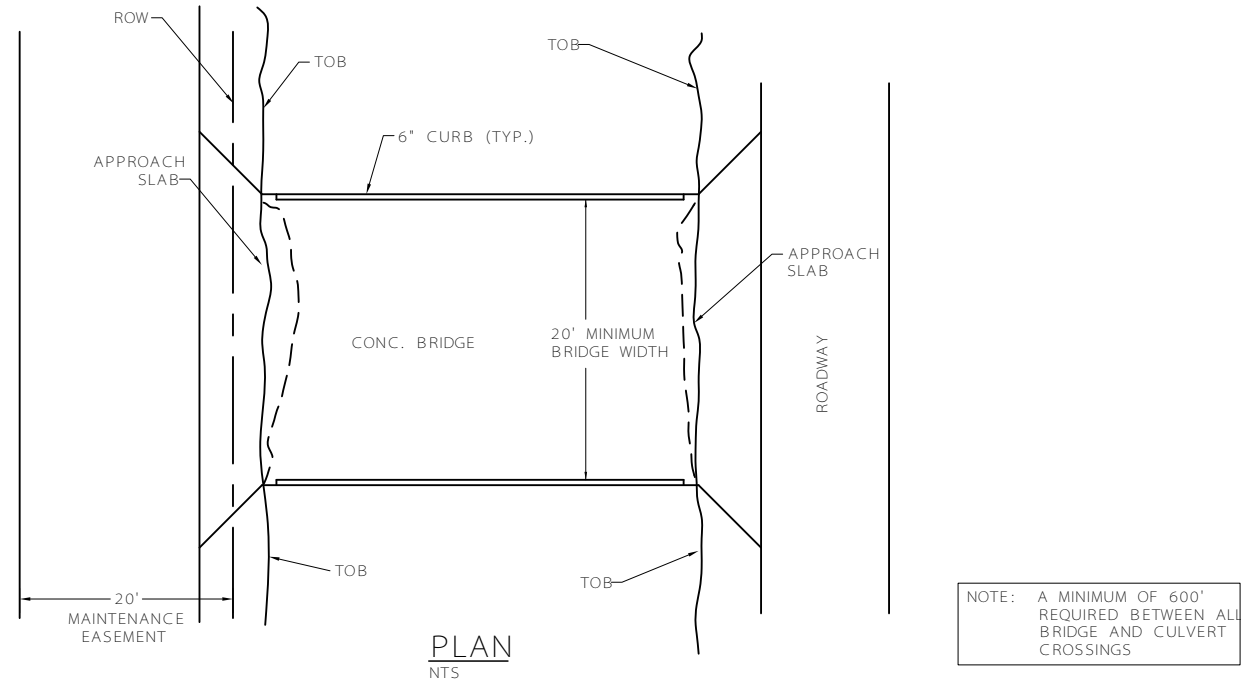 ROW
TOB
TOB
6" CURB (TYP.)
APPROACH
SLAB
APPROACH
SLAB
CONC. BRIDGE
20' MINIMUM
BRIDGE WIDTH
ROADWAY
TOB
TOB
20'
MAINTENANCE
EASEMENT
PLAN
NTS
NOTE: A MINIMUM OF 600'
REQUIRED BETWEEN ALL
BRIDGE AND CULVERT
CROSSINGS